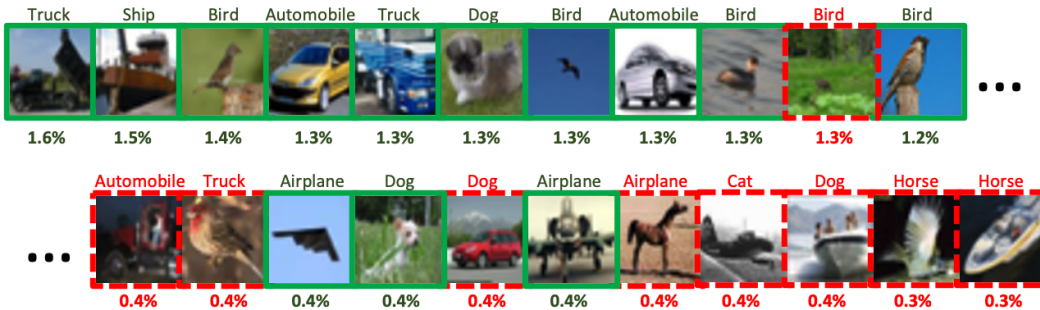 Truck Ship Bird Automobile Truck Dog Bird Automobile Bird Bird Bird
...
1.6% 1.5% 1.4% 1.3% 1.3% 1.3% 1.3% 1.3% 1.3% 1.3% 1.2%
Automobile Truck Airplane Dog Dog Airplane Airplane Cat Dog Horse Horse
...
0.4% 0.4% 0.4% 0.4% 0.4% 0.4% 0.4% 0.4% 0.4% 0.3% 0.3%